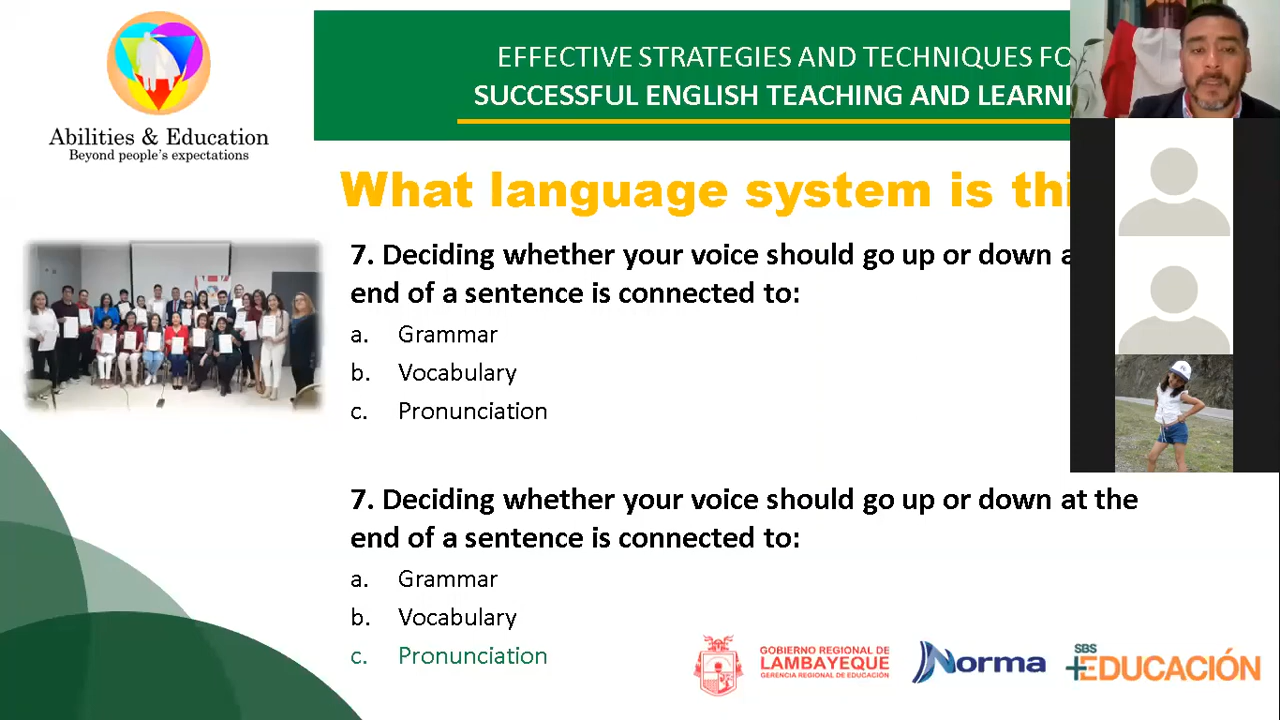 Abilities & Education
Beyond people's expectations
EFFECTIVE STRATEGIES AND TECHNIQUES
SUCCESSFUL ENGLISH TEACHING AND
What language system is
7. Deciding whether your voice should go up or down
end of a sentence is connected to:
a. Grammar
b. Vocabulary
c. Pronunciation
7. Deciding whether your voice should go up or down at the
end of a sentence is connected to:
a. Grammar
b. Vocabulary
c. Pronunciation
GOBIERNO REGIONAL DE
LAMBAYEQUE
GERENCIA REGIONAL DE EDUCACIÓN
Norma
SBS
EDUCACIÓN